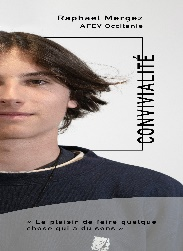 Raphael Mergez
AFEV Occitanie
CONVIVIALITÉ
« Le plaisir de faire quelque
chose qui a du sens »